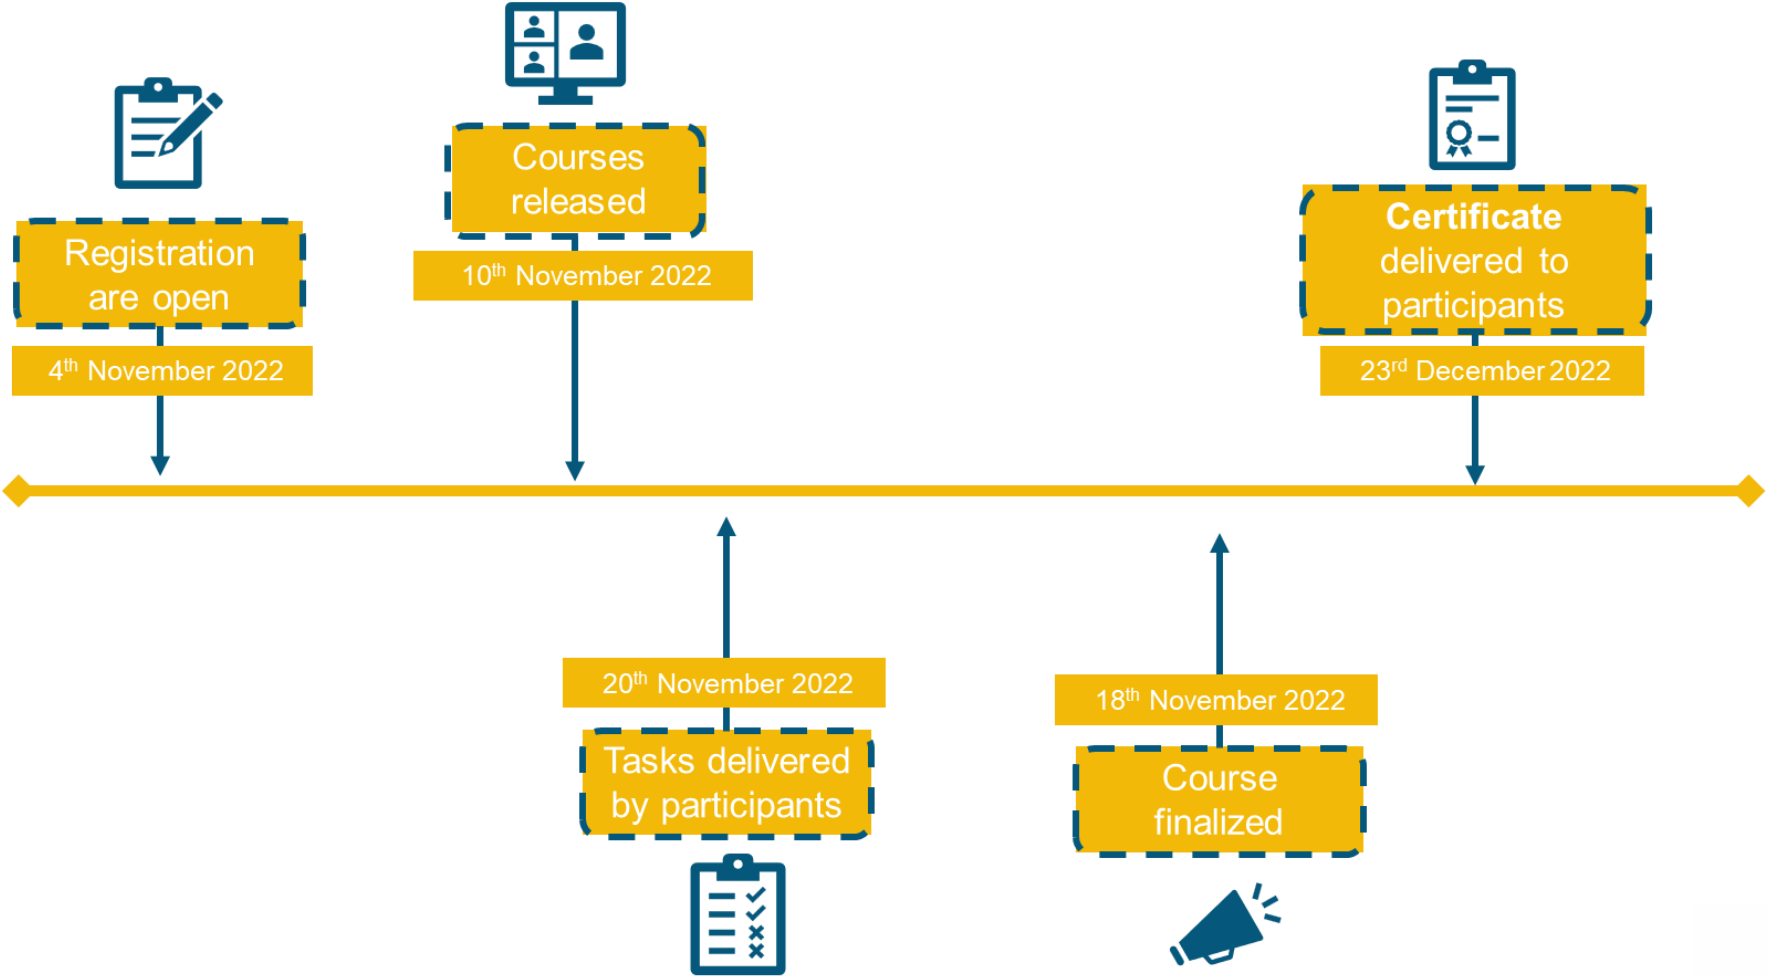 Registration
are open
4th November 2022
Courses
released
10th November 2022
Certificate
delivered to
participants
23rd December 2022
20th November 2022
Tasks delivered
by participants
18th November 2022
Course
finalized